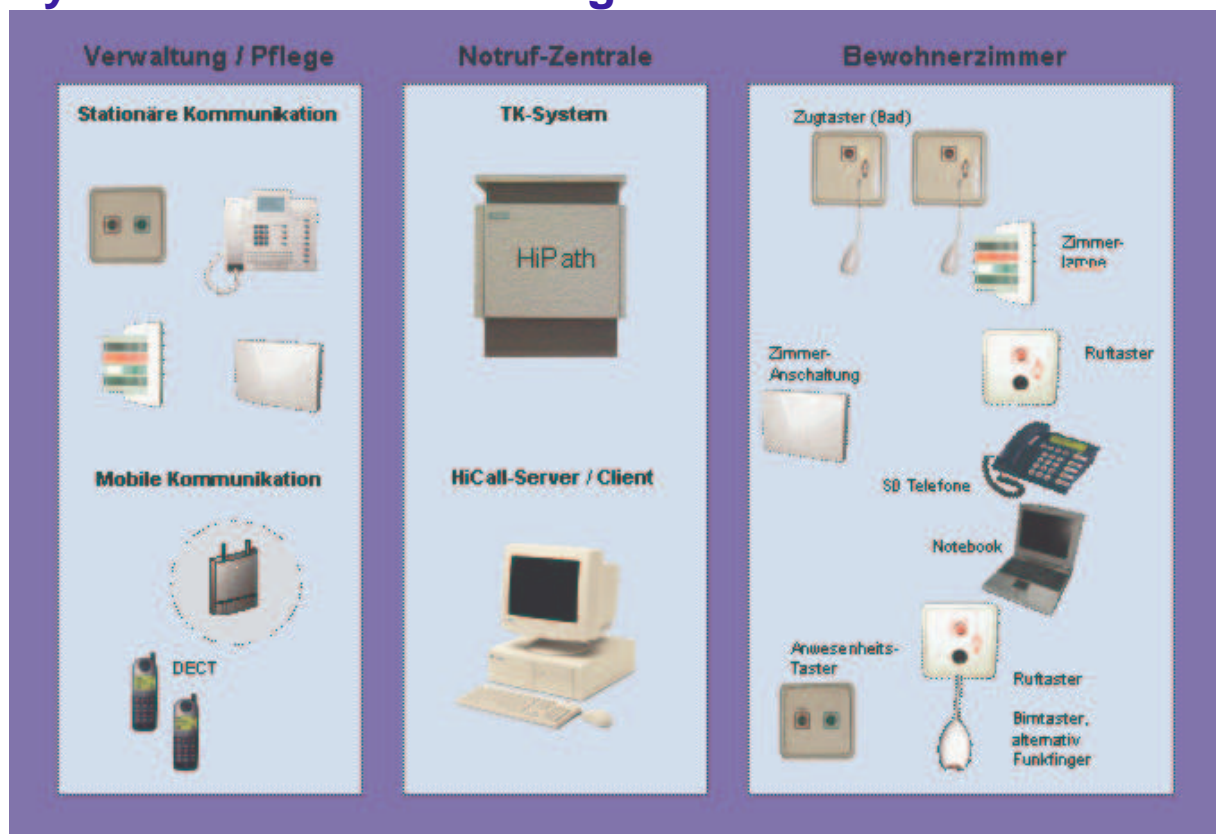 Verwaltung / Pflege
Stationäre Kommunikation
Mobile Kommunikation
DECT
Notruf-Zentrale
TK-System
HiPath
HiCall-Server / Client
Bewohnerzimmer
Zugtaster (Bad)
Zimmer-
lampe
Ruftaster
Zimmer-
Anschaltung
S0 Telefone
Notebook
Anwesenheits-
Taster
Ruftaster
Birntaster,
alternativ
Funkfinger